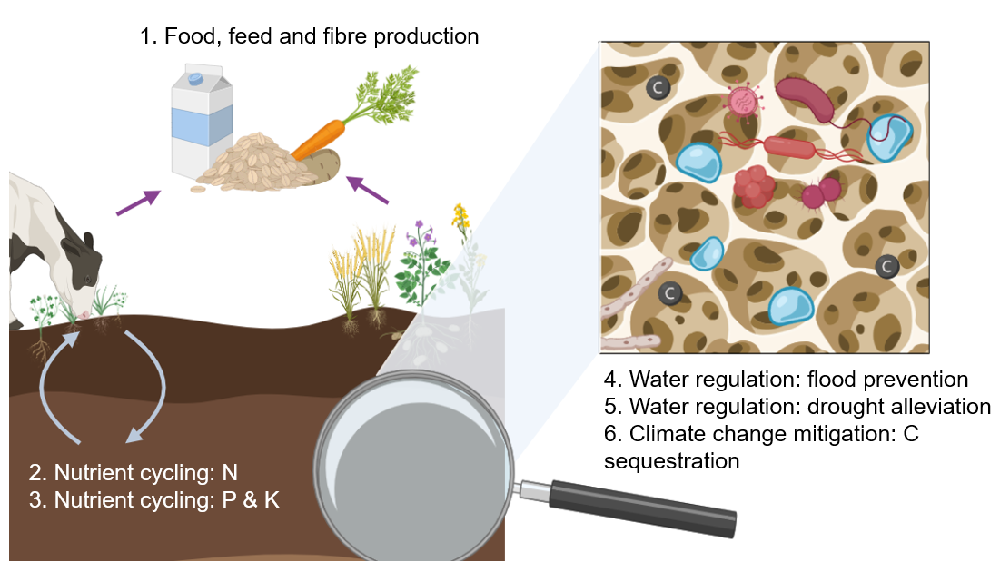 1. Food, feed and fibre production
C
C
C
2. Nutrient cycling: N
3. Nutrient cycling: P & K
4. Water regulation: flood prevention
5. Water regulation: drought alleviation
6. Climate change mitigation: C
sequestration